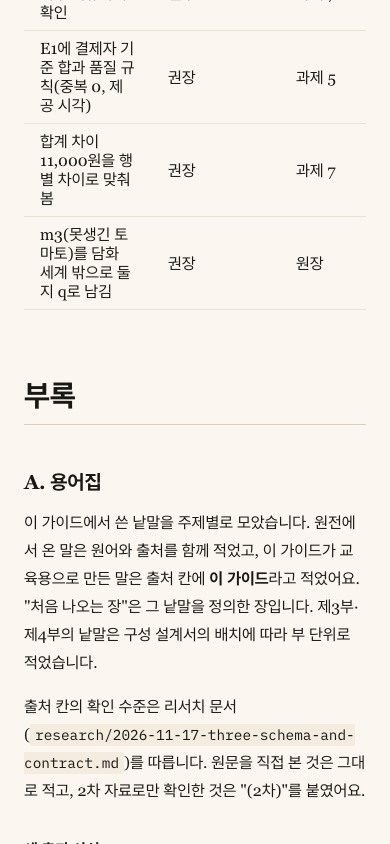 확인
E1에 결제자 기
준 합과 품질 규
칙(중복 0, 제
공 시각)
권장
과제 5
합계 차이
11,000원을 행
별 차이로 맞춰
봄
권장
과제 7
m3(못생긴 토
마토)를 담화
세계 밖으로 둘
지 q로 남김
권장
원장
부록
A. 용어집
이 가이드에서 쓴 낱말을 주제별로 모았습니다. 원전에
서 온 말은 원어와 출처를 함께 적었고, 이 가이드가 교
육용으로 만든 말은 출처 칸에 이 가이드라고 적었어요.
"처음 나오는 장"은 그 낱말을 정의한 장입니다. 제3부·
제4부의 낱말은 구성 설계서의 배치에 따라 부 단위로
적었습니다.
출처 칸의 확인 수준은 리서치 문서
( research/2026-11-17-three-schema-and-
contract.md )를 따릅니다. 원문을 직접 본 것은 그대
로 적고, 2차 자료로만 확인한 것은 "(2차)"를 붙였어요.